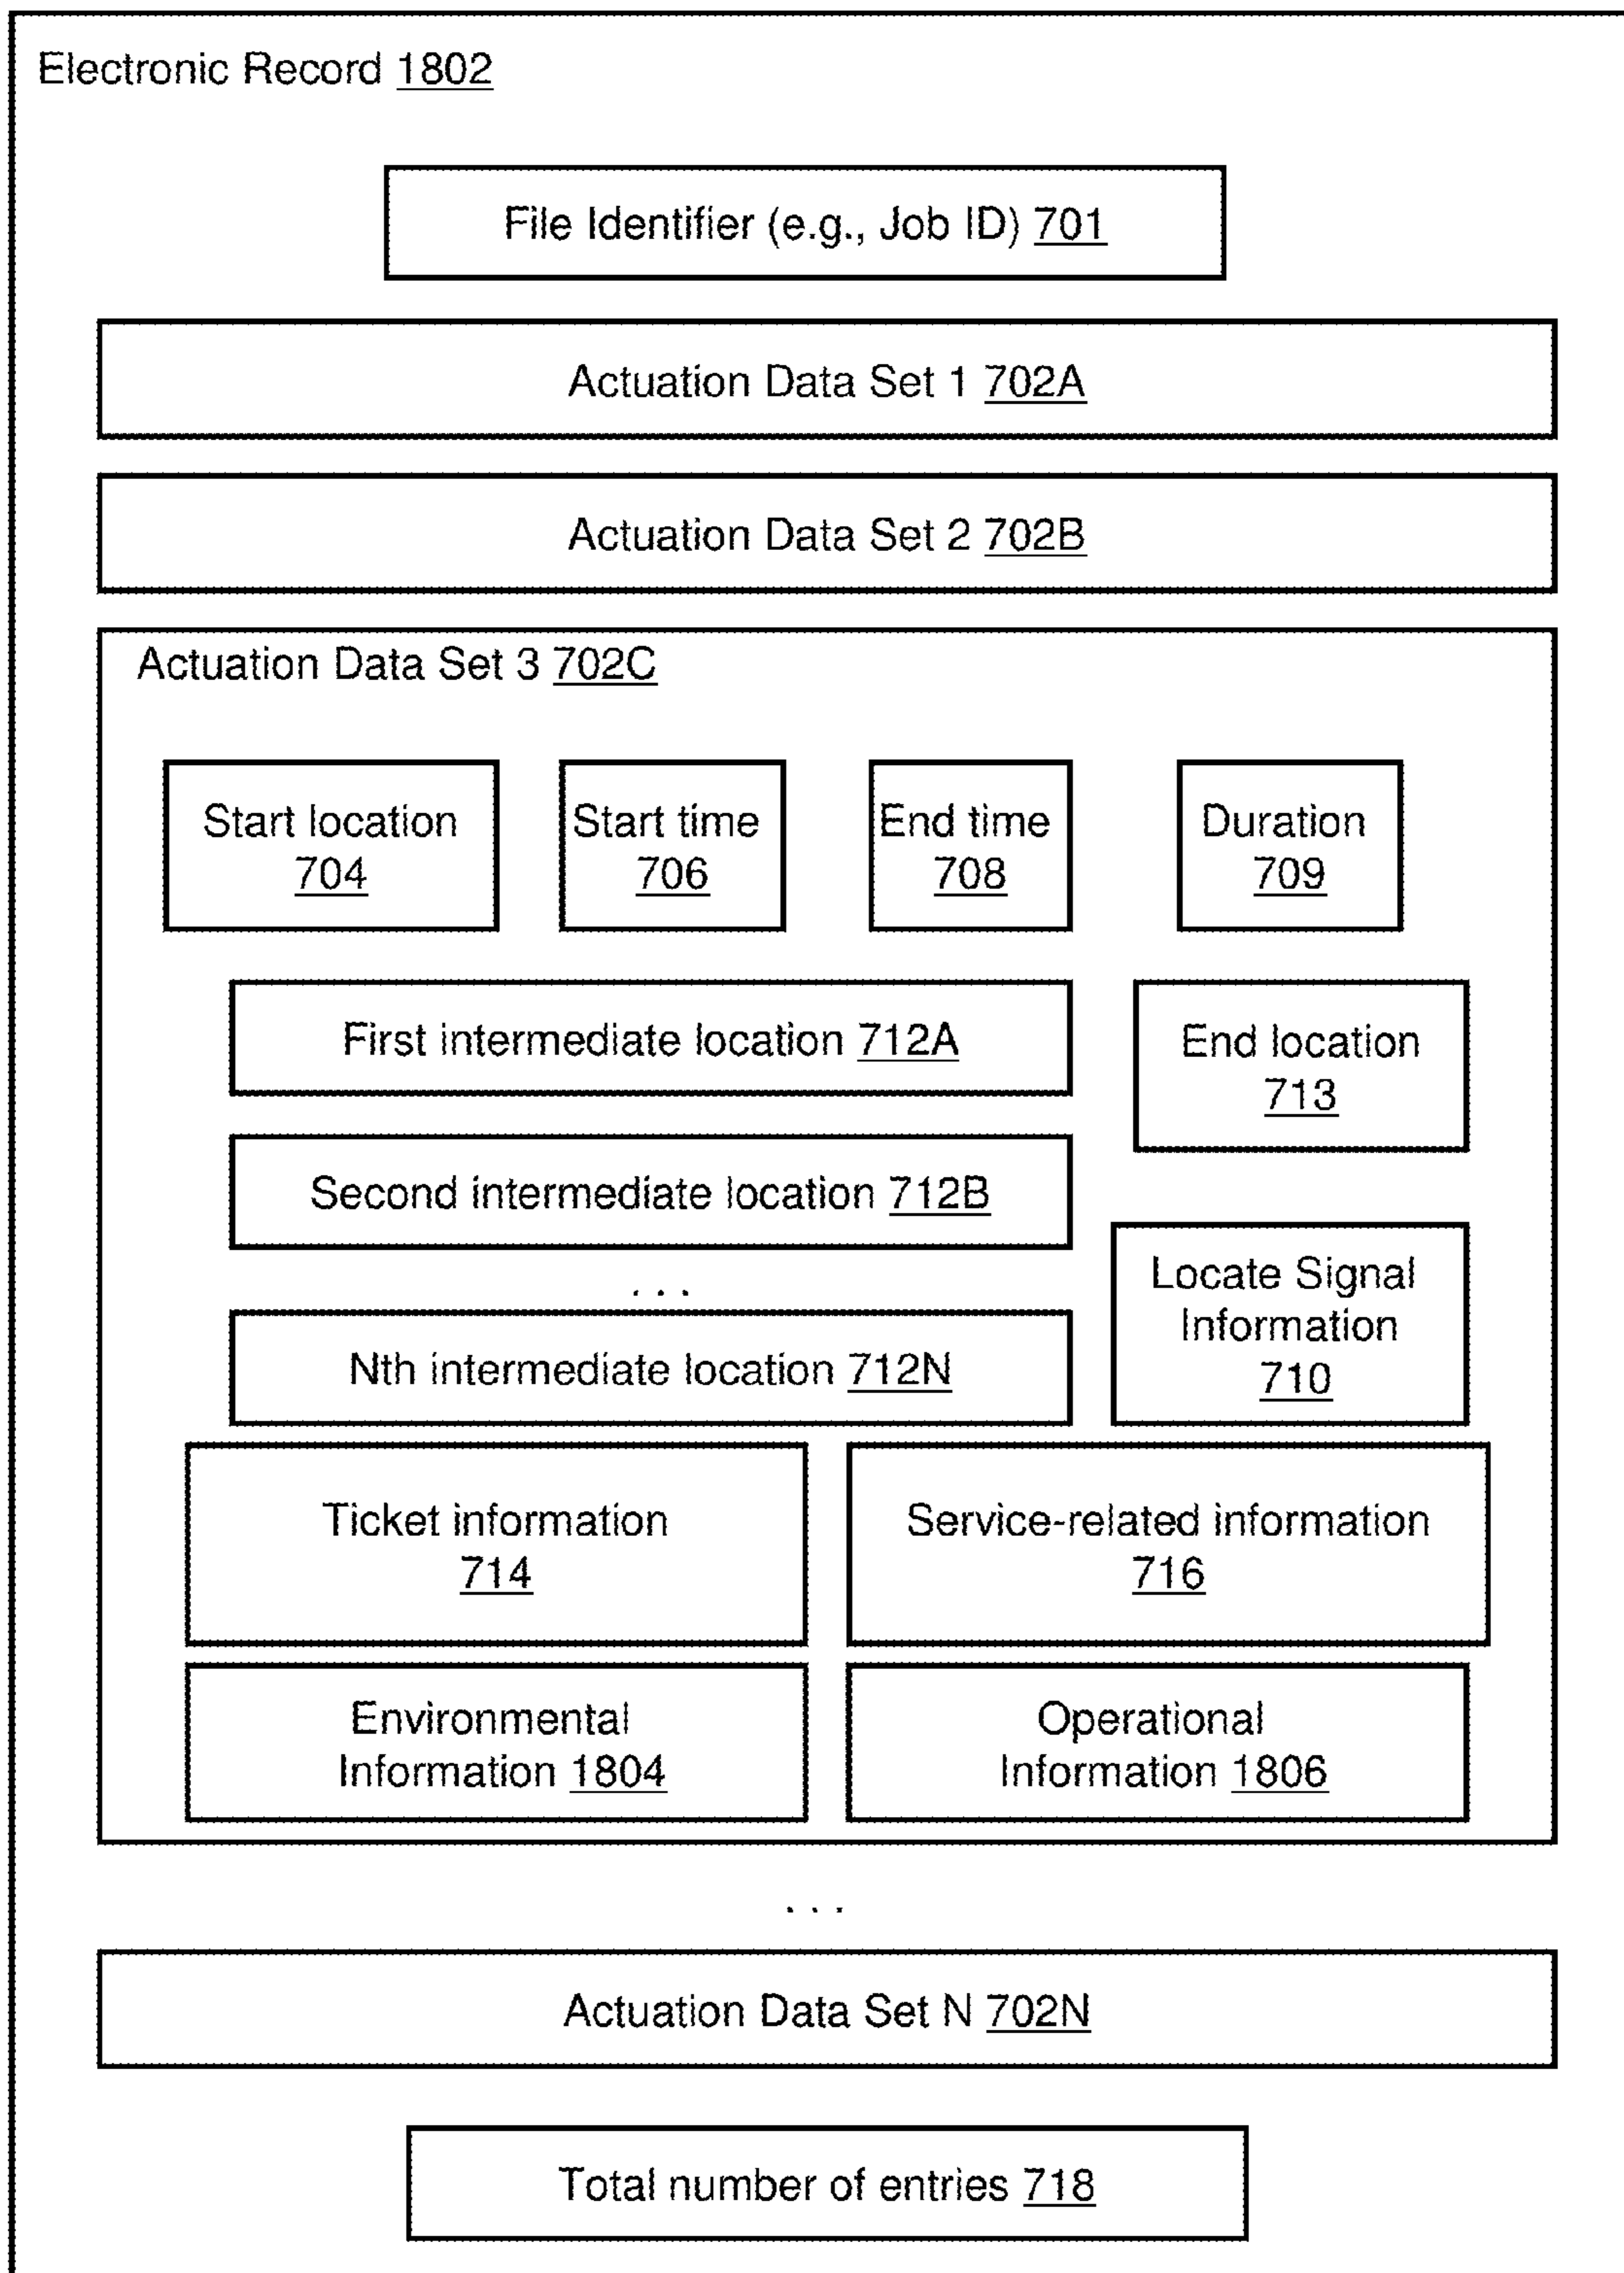 Electronic Record 1802
File Identifier (e.g., Job ID) 701
Actuation Data Set 1 702A
Actuation Data Set 2 702B
Actuation Data Set 3 702C
Start location
704
Start time
706
End time
708
Duration
709
First intermediate location 712A
End location
713
Second intermediate location 712B
. . .
Locate Signal
Information
710
Nth intermediate location 712N
Ticket information
714
Service-related information
716
Environmental
Information 1804
Operational
Information 1806
. . .
Actuation Data Set N 702N
Total number of entries 718